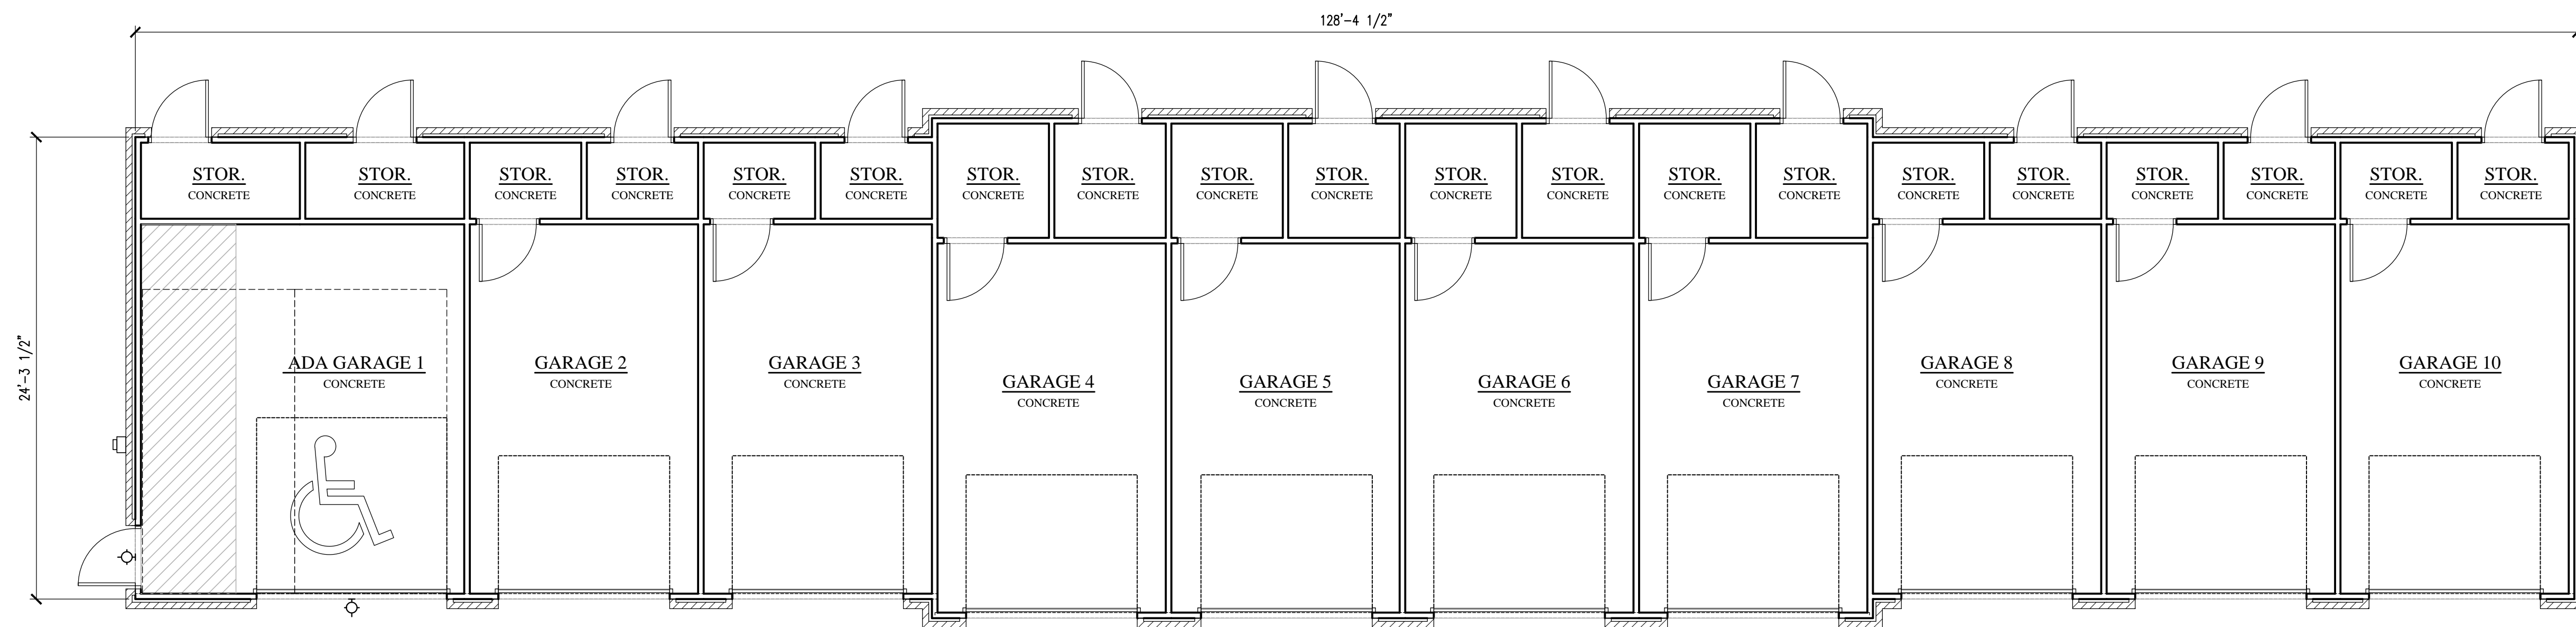 128'-4 1/2"
STOR.
CONCRETE
STOR.
CONCRETE
STOR.
CONCRETE
STOR.
CONCRETE
STOR.
CONCRETE
STOR.
CONCRETE
STOR.
CONCRETE
STOR.
CONCRETE
STOR.
CONCRETE
STOR.
CONCRETE
STOR.
CONCRETE
STOR.
CONCRETE
STOR.
CONCRETE
STOR.
CONCRETE
STOR.
CONCRETE
STOR.
CONCRETE
STOR.
CONCRETE
STOR.
CONCRETE
STOR.
CONCRETE
STOR.
CONCRETE
24'-3 1/2"
ADA GARAGE 1
CONCRETE
GARAGE 2
CONCRETE
GARAGE 3
CONCRETE
GARAGE 4
CONCRETE
GARAGE 5
CONCRETE
GARAGE 6
CONCRETE
GARAGE 7
CONCRETE
GARAGE 8
CONCRETE
GARAGE 9
CONCRETE
GARAGE 10
CONCRETE